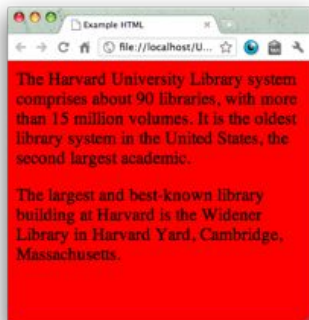 Example HTML
file://localhost/U...
The Harvard University Library system
comprises about 90 libraries, with more
than 15 million volumes. It is the oldest
library system in the United States, the
second largest academic.
The largest and best-known library
building at Harvard is the Widener
Library in Harvard Yard, Cambridge,
Massachusetts.